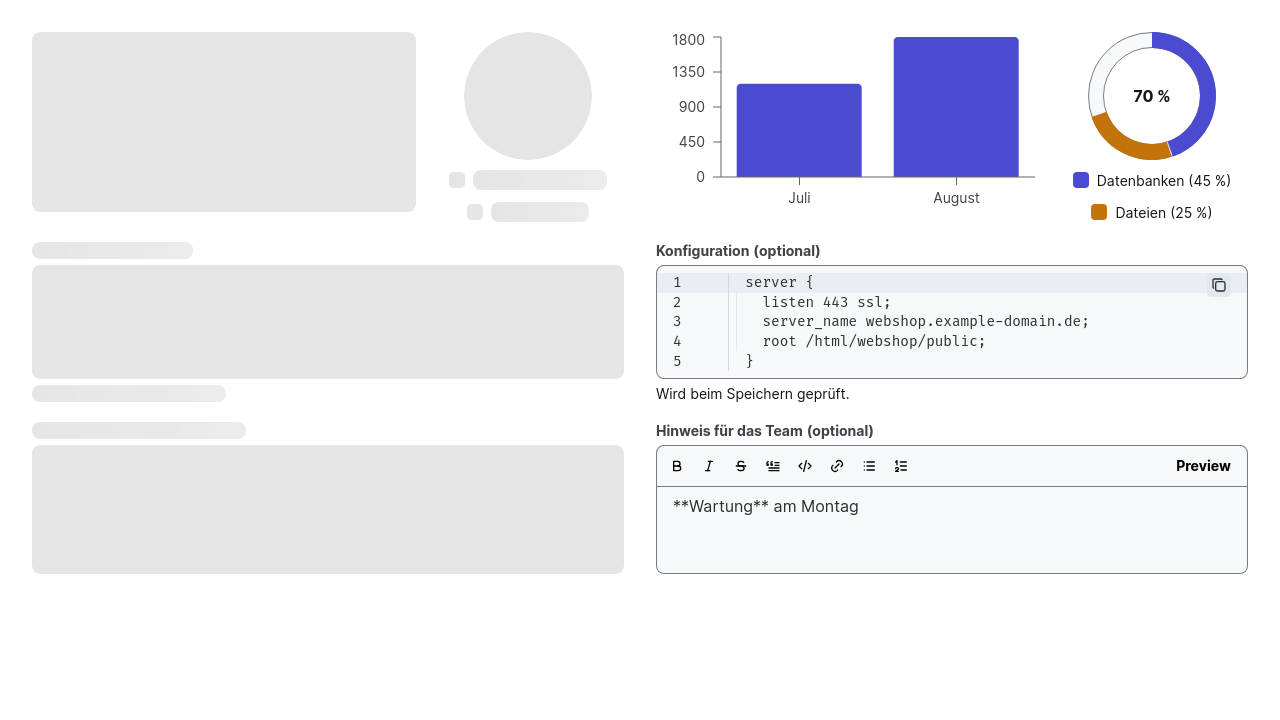 1800
1350
900
450
0
Juli
August
70 %
Datenbanken (45 %)
Dateien (25 %)
Konfiguration (optional)
1 server {
2 listen 443 ssl;
3 server_name webshop.example-domain.de;
4 root /html/webshop/public;
5 }
Wird beim Speichern geprüft.
Hinweis für das Team (optional)
Preview
**Wartung** am Montag